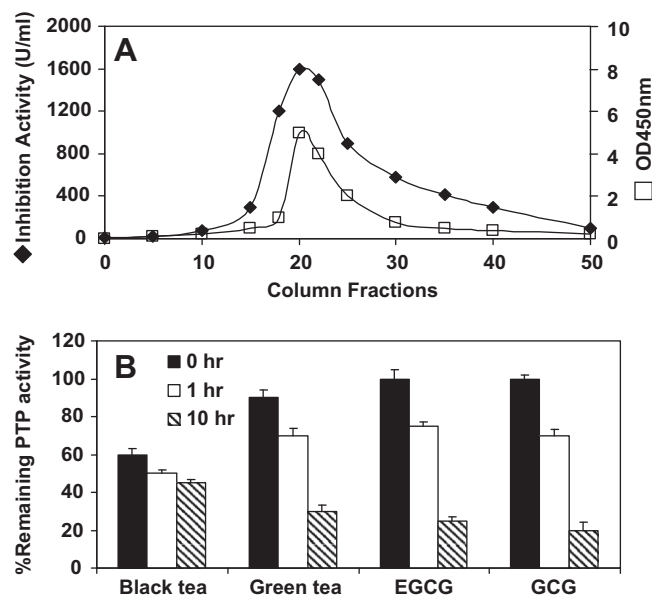 A
Inhibition Activity (U/ml)
2000
1600
1200
800
400
0
10
8
6
4
2
0
OD450nm
0 10 20 30 40 50
Column Fractions
B
0 hr
1 hr
10 hr
%Remaining PTP activity
120
100
80
60
40
20
0
Black tea Green tea EGCG GCG